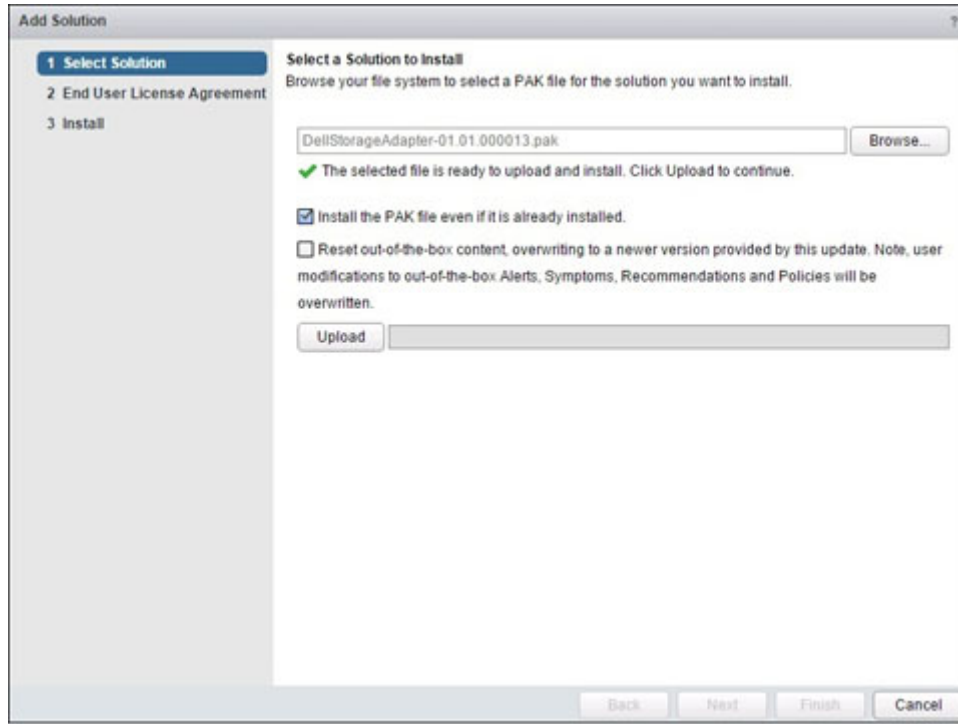 Add Solution
?
1 Select Solution
2 End User License Agreement
3 Install
Select a Solution to Install
Browse your file system to select a PAK file for the solution you want to install.
DellStorageAdapter-01.01.000013.pak
Browse...
The selected file is ready to upload and install. Click Upload to continue.
Install the PAK file even if it is already installed.
Reset out-of-the-box content, overwriting to a newer version provided by this update. Note, user
modifications to out-of-the-box Alerts, Symptoms, Recommendations and Policies will be
overwritten.
Upload
Back
Next
Finish
Cancel